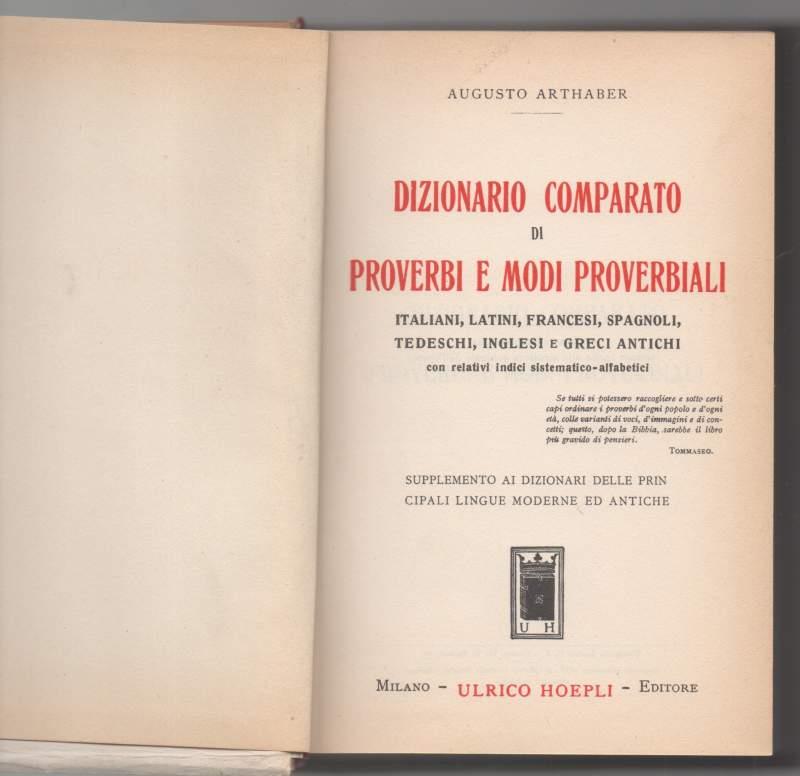 AUGUSTO ARTHABER
DIZIONARIO COMPARATO
DI
PROVERBI E MODI PROVERBIALI
ITALIANI, LATINI, FRANCESI, SPAGNOLI,
TEDESCHI, INGLESI E GRECI ANTICHI
con relativi indici sistematico-alfabetici
Se tutti si potessero raccogliere e sotto certi
capi ordinare i proverbi d'ogni popolo e d'ogni
età, colle varianti di voci, d'immagini e di con-
cetti; questo, dopo la Bibbia, sarebbe il libro
più gravido di pensieri.
TOMMASEO.
SUPPLEMENTO AI DIZIONARI DELLE PRIN
CIPALI LINGUE MODERNE ED ANTICHE
U H
MILANO - ULRICO HOEPLI - EDITORE